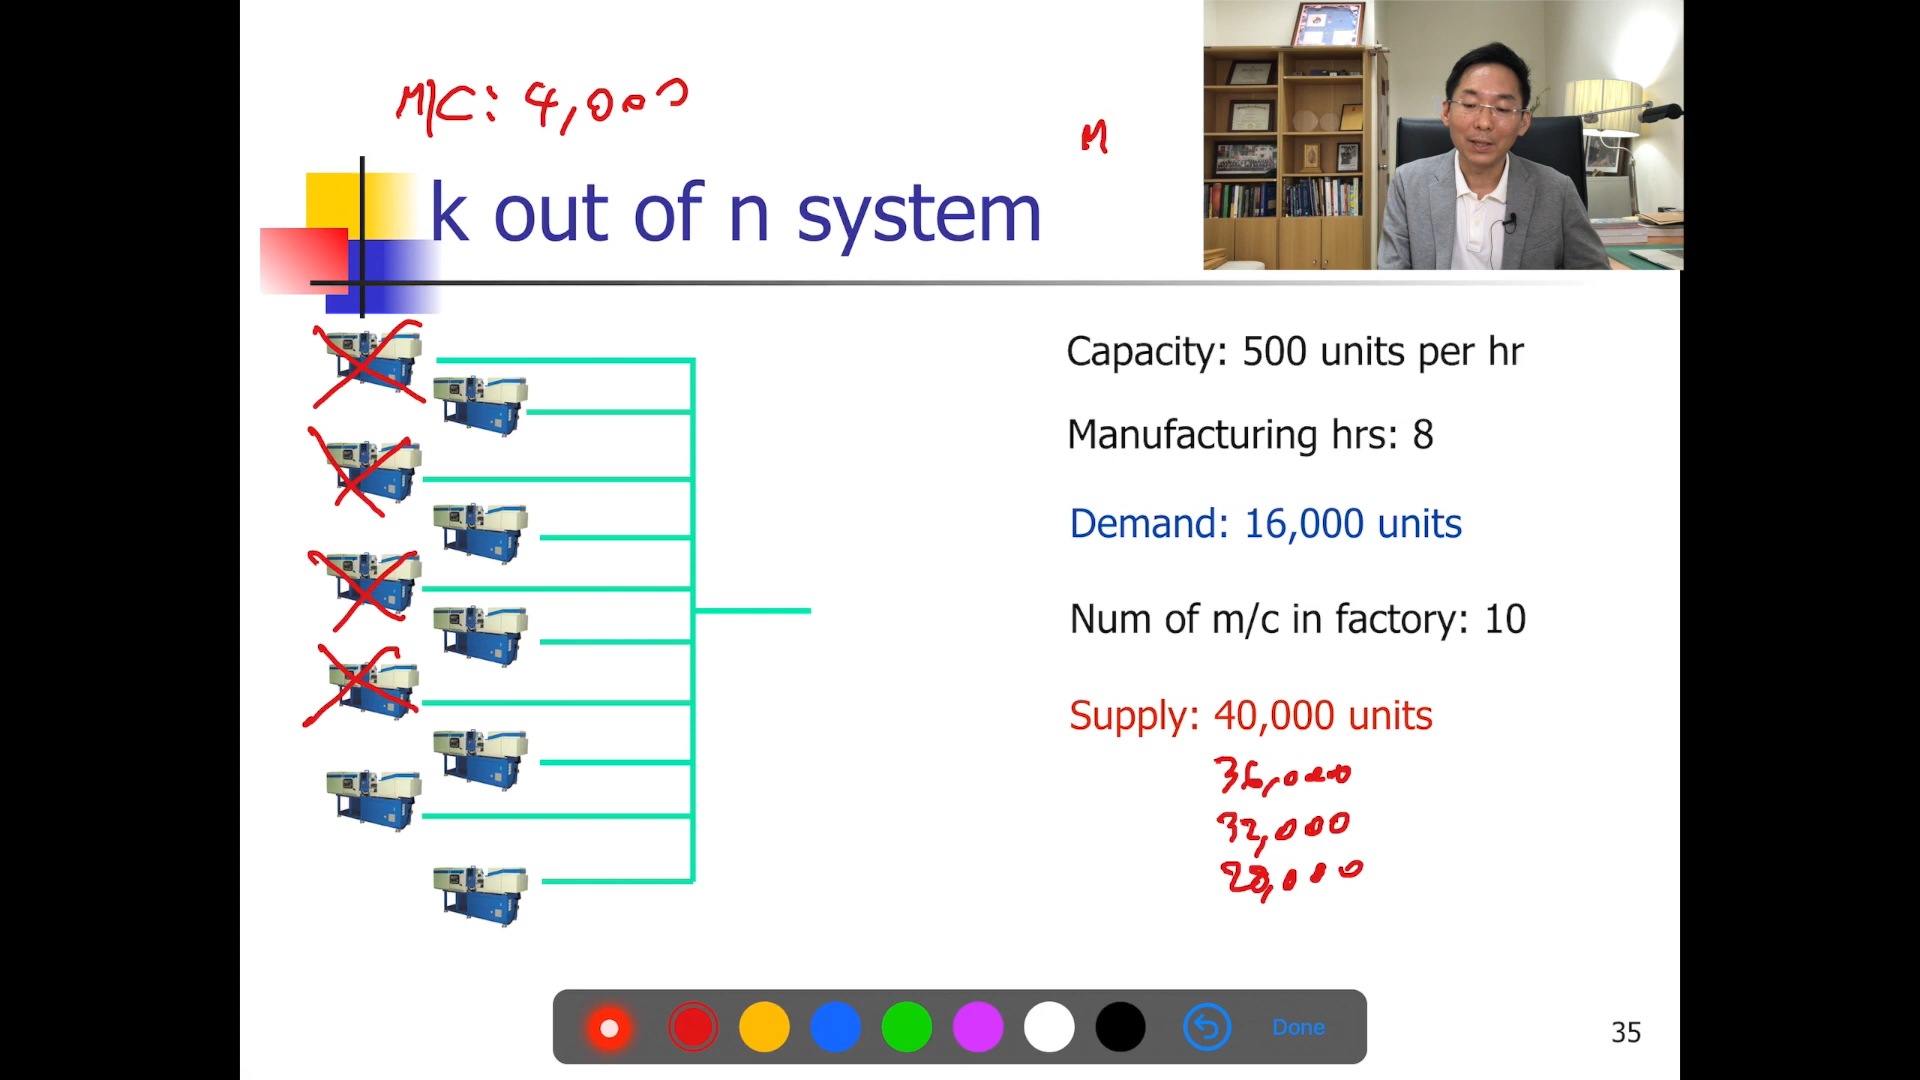 M/C: 4,000
M
k out of n system
Capacity: 500 units per hr
Manufacturing hrs: 8
Demand: 16,000 units
Num of m/c in factory: 10
Supply: 40,000 units
36,000
32,000
28,000
Done
35